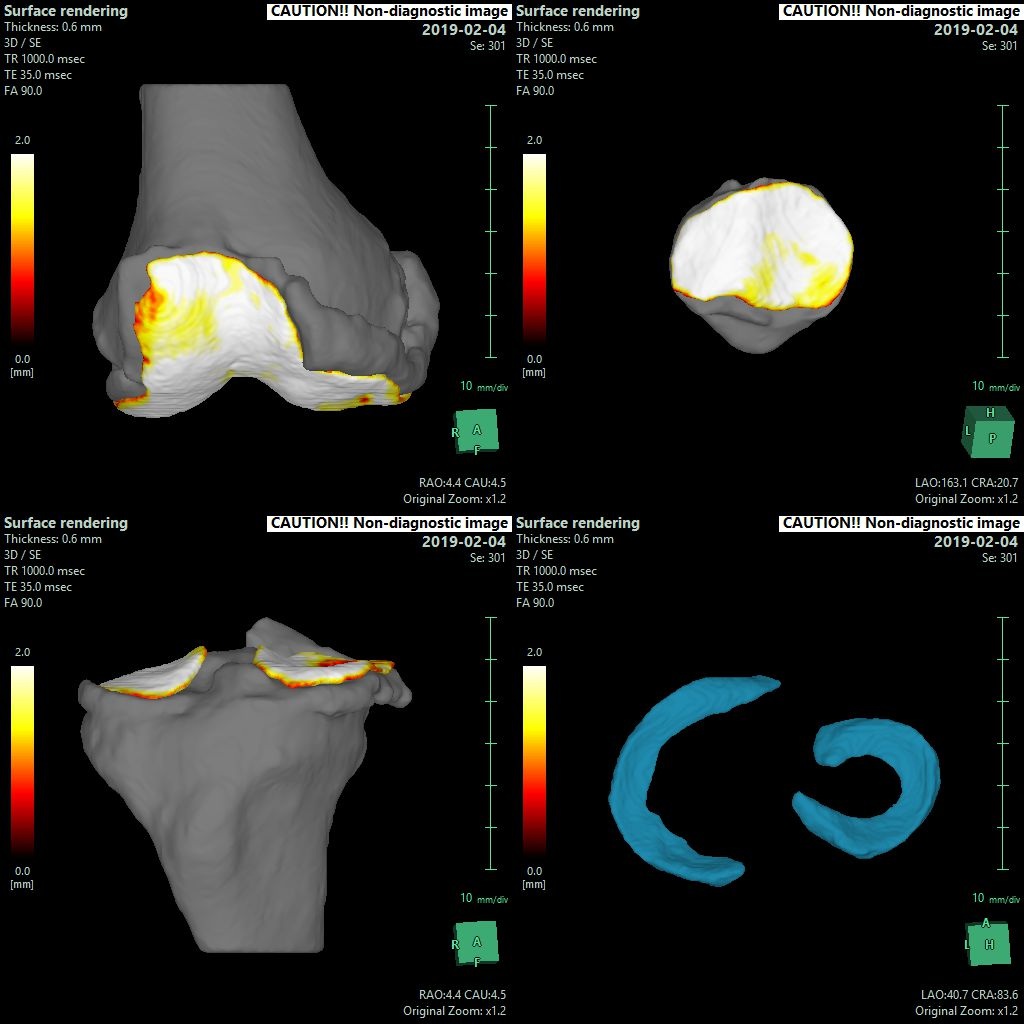 Surface rendering
CAUTION!! Non-diagnostic image
Thickness: 0.6 mm
2019-02-04
3D / SE
Se: 301
TR 1000.0 msec
TE 35.0 msec
FA 90.0
2.0
0.0
[mm]
10 mm/div
R A
F
RAO:4.4 CAU:4.5
Original Zoom: x1.2
Surface rendering
CAUTION!! Non-diagnostic image
Thickness: 0.6 mm
2019-02-04
3D / SE
Se: 301
TR 1000.0 msec
TE 35.0 msec
FA 90.0
2.0
0.0
[mm]
10 mm/div
H
L P
LAO:163.1 CRA:20.7
Original Zoom: x1.2
Surface rendering
CAUTION!! Non-diagnostic image
Thickness: 0.6 mm
2019-02-04
3D / SE
Se: 301
TR 1000.0 msec
TE 35.0 msec
FA 90.0
2.0
0.0
[mm]
10 mm/div
R A
F
RAO:4.4 CAU:4.5
Original Zoom: x1.2
Surface rendering
CAUTION!! Non-diagnostic image
Thickness: 0.6 mm
2019-02-04
3D / SE
Se: 301
TR 1000.0 msec
TE 35.0 msec
FA 90.0
2.0
0.0
[mm]
10 mm/div
A
L H
LAO:40.7 CRA:83.6
Original Zoom: x1.2